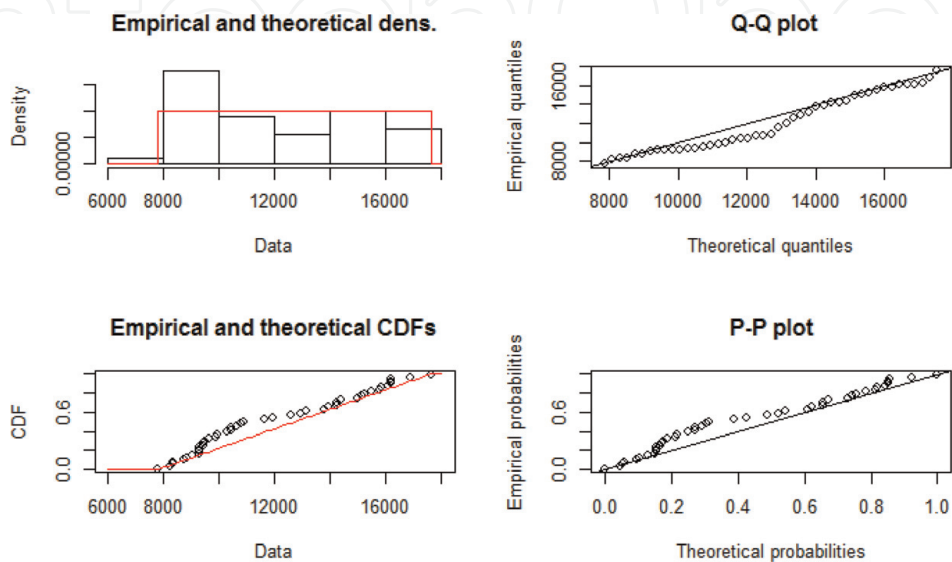 Empirical and theoretical dens.
Density
0.00000
6000 8000 12000 16000
Data
Q-Q plot
Empirical quantiles
8000 16000
8000 10000 12000 14000 16000
Theoretical quantiles
Empirical and theoretical CDFs
CDF
0.0 0.6
6000 8000 12000 16000
Data
P-P plot
Empirical probabilities
0.0 0.6
0.0 0.2 0.4 0.6 0.8 1.0
Theoretical probabilities